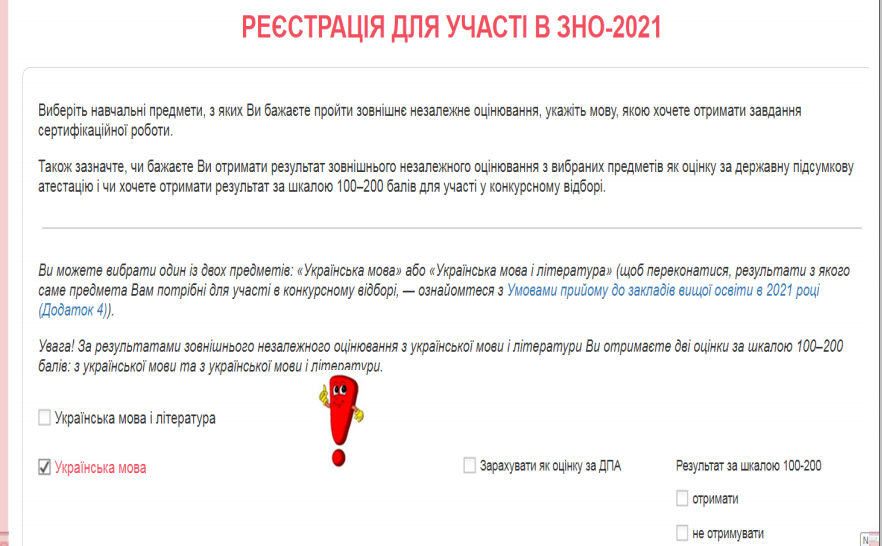 РЕЄСТРАЦІЯ ДЛЯ УЧАСТІ В ЗНО-2021
Виберіть навчальні предмети, з яких Ви бажаєте пройти зовнішнє незалежне оцінювання, укажіть мову, якою хочете отримати завдання
сертифікаційної роботи.
Також зазначте, чи бажаєте Ви отримати результат зовнішнього незалежного оцінювання з вибраних предметів як оцінку за державну підсумкову
атестацію і чи хочете отримати результат за шкалою 100–200 балів для участі у конкурсному відборі.
Ви можете вибрати один із двох предметів: «Українська мова» або «Українська мова і література» (щоб переконатися, результати з якого
саме предмета Вам потрібні для участі в конкурсному відборі, — ознайомтеся з Умовами прийому до закладів вищої освіти в 2021 році
(Додаток 4)).
Увага! За результатами зовнішнього незалежного оцінювання з української мови і літератури Ви отримаєте дві оцінки за шкалою 100–200
балів: з української мови та з української мови і літератури.
Українська мова і література
Українська мова Зарахувати як оцінку за ДПА Результат за шкалою 100-200
отримати
не отримувати
N